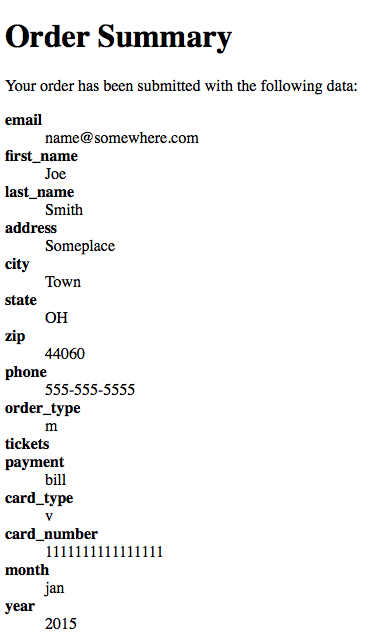 Order Summary
Your order has been submitted with the following data:
email
name@somewhere.com
first_name
Joe
last_name
Smith
address
Someplace
city
Town
state
OH
zip
44060
phone
555-555-5555
order_type
m
tickets
payment
bill
card_type
v
card_number
1111111111111111
month
jan
year
2015